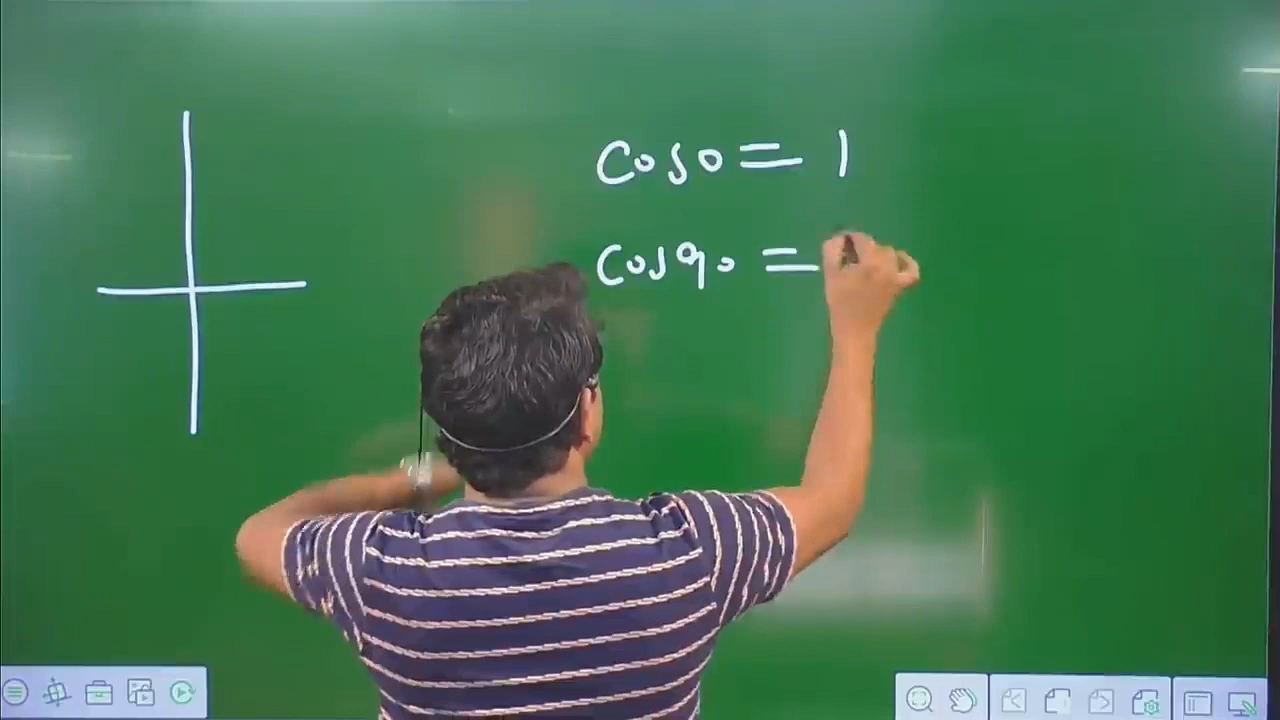 cos0 = 1
cos90 =